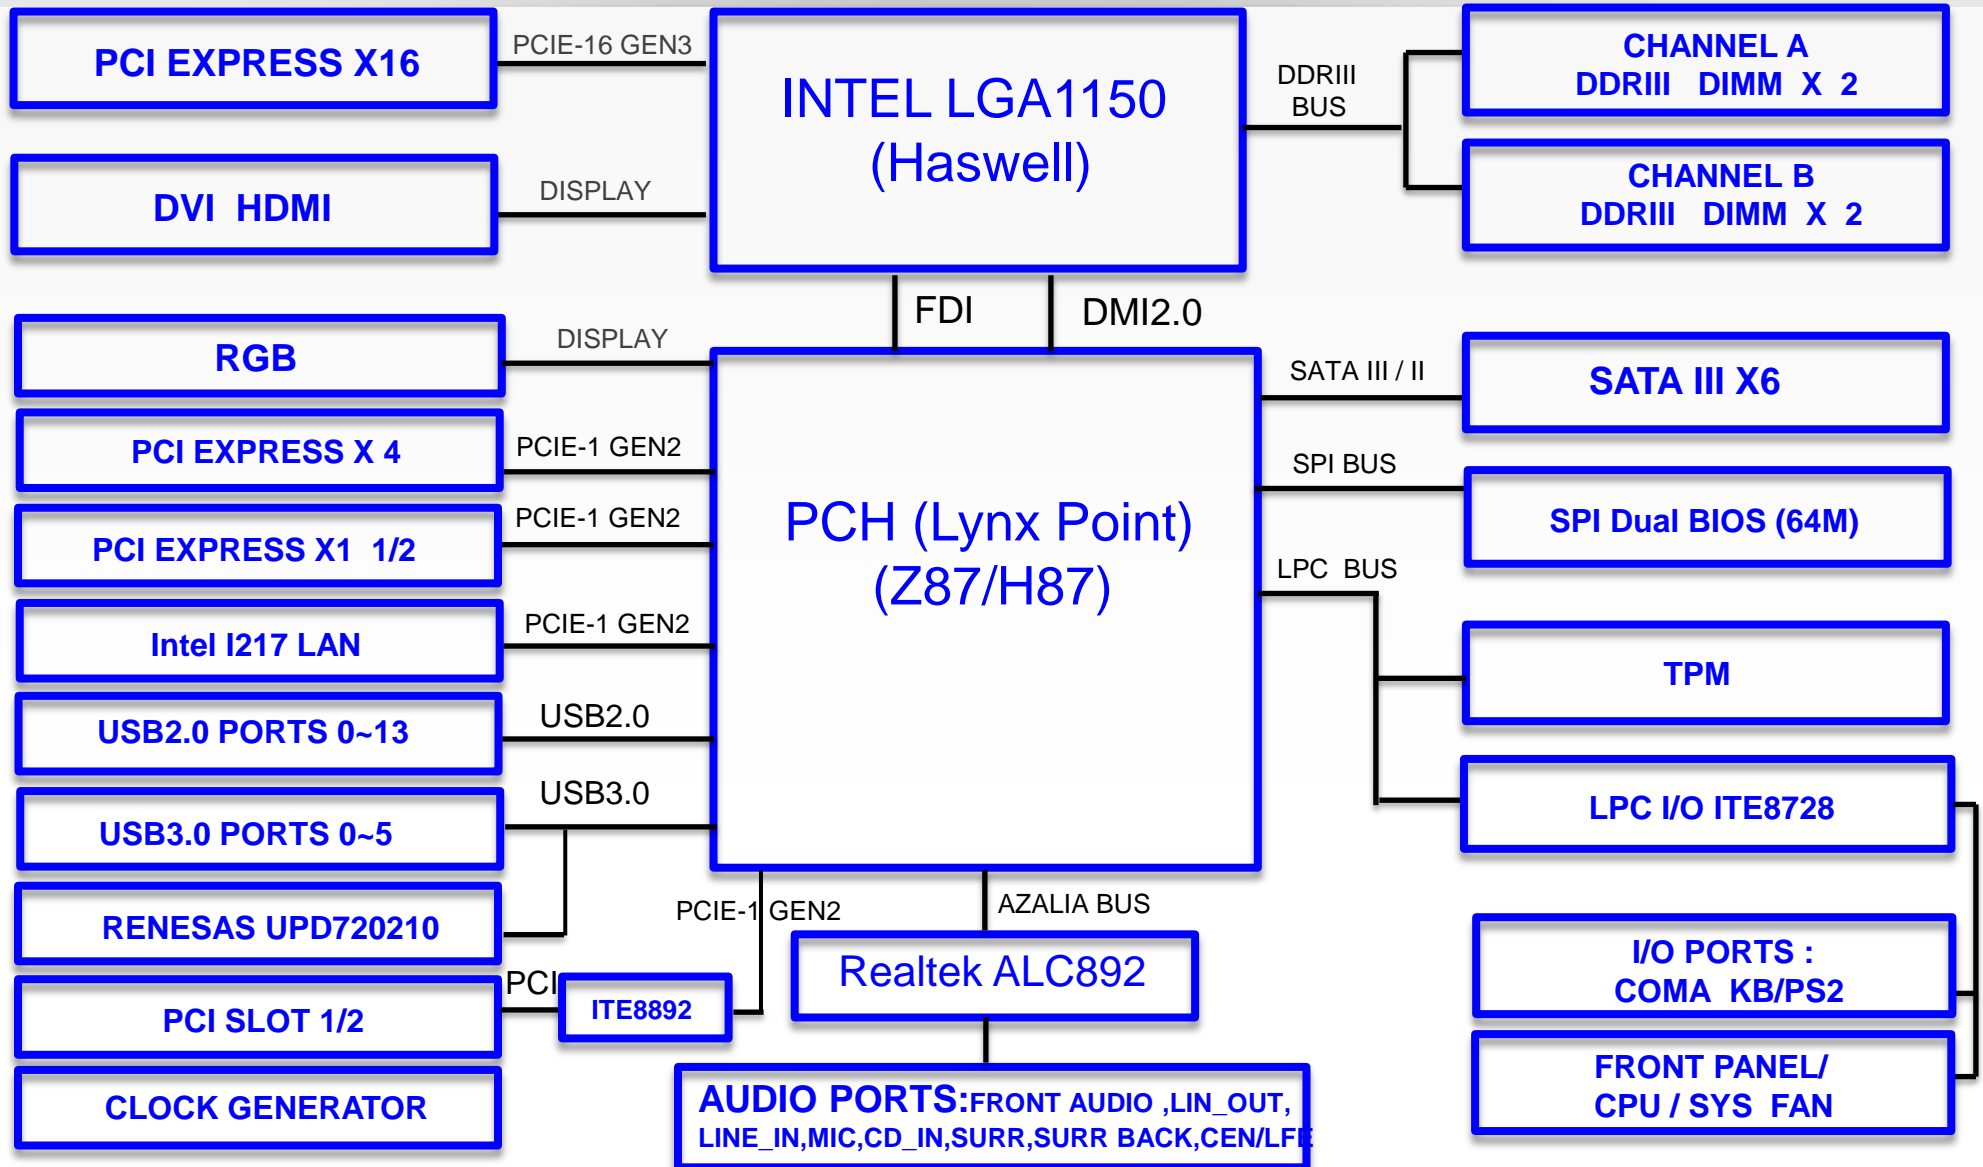 PCI EXPRESS X16
PCIE-16 GEN3
INTEL LGA1150
(Haswell)
DDRIII
BUS
CHANNEL A
DDRIII DIMM X 2
CHANNEL B
DDRIII DIMM X 2
DVI HDMI
DISPLAY
FDI
DMI2.0
RGB
DISPLAY
PCI EXPRESS X 4
PCIE-1 GEN2
PCI EXPRESS X1 1/2
PCIE-1 GEN2
Intel I217 LAN
PCIE-1 GEN2
USB2.0 PORTS 0~13
USB2.0
USB3.0 PORTS 0~5
USB3.0
RENESAS UPD720210
PCI SLOT 1/2
PCI
ITE8892
PCIE-1 GEN2
CLOCK GENERATOR
PCH (Lynx Point)
(Z87/H87)
SATA III / II
SATA III X6
SPI BUS
SPI Dual BIOS (64M)
LPC BUS
TPM
LPC I/O ITE8728
I/O PORTS :
COMA KB/PS2
FRONT PANEL/
CPU / SYS FAN
AZALIA BUS
Realtek ALC892
AUDIO PORTS:FRONT AUDIO ,LIN_OUT,
LINE_IN,MIC,CD_IN,SURR,SURR BACK,CEN/LFE